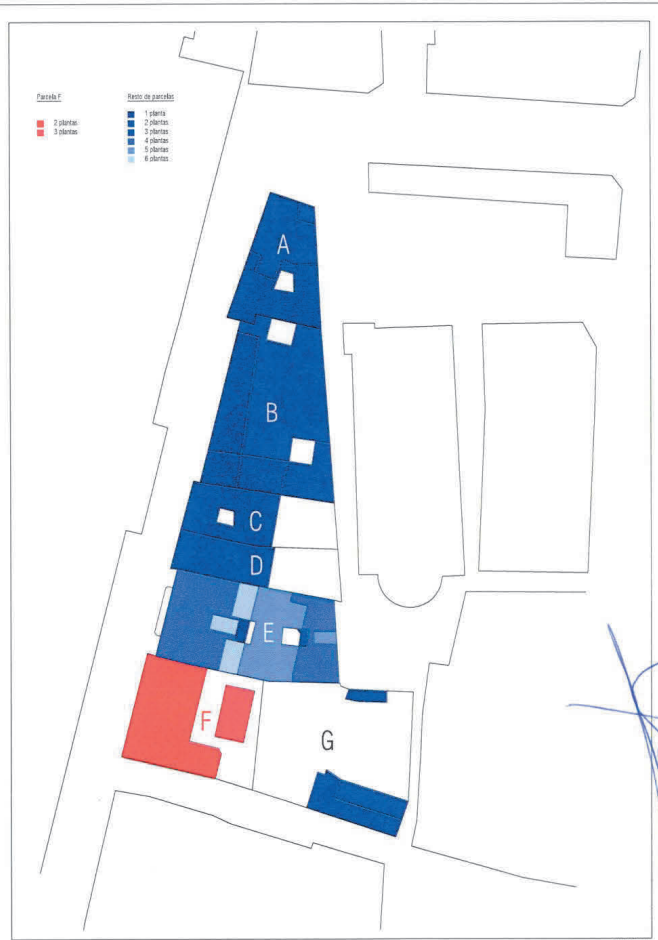 Parcela F
2 plantas
3 plantas
Resto de parcelas
1 planta
2 plantas
3 plantas
4 plantas
5 plantas
6 plantas
A
B
C
D
E
F
G